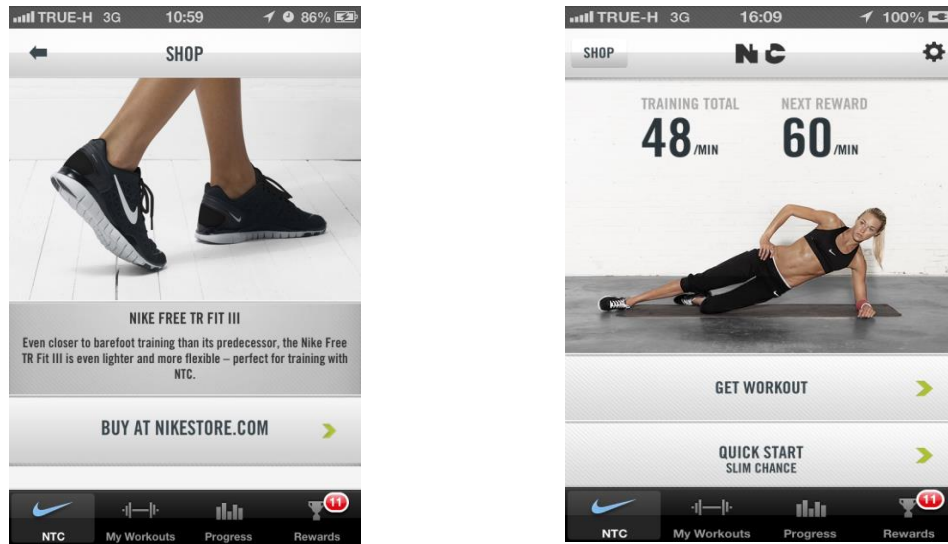 TRUE-H 3G 10:59 86%
SHOP
NIKE FREE TR FIT III
Even closer to barefoot training than its predecessor, the Nike Free
TR Fit III is even lighter and more flexible – perfect for training with
NTC.
BUY AT NIKESTORE.COM
11
NTC My Workouts Progress Rewards
TRUE-H 3G 16:09 100%
SHOP NC
TRAINING TOTAL NEXT REWARD
48/MIN 60/MIN
GET WORKOUT
QUICK START
SLIM CHANCE
11
NTC My Workouts Progress Rewards